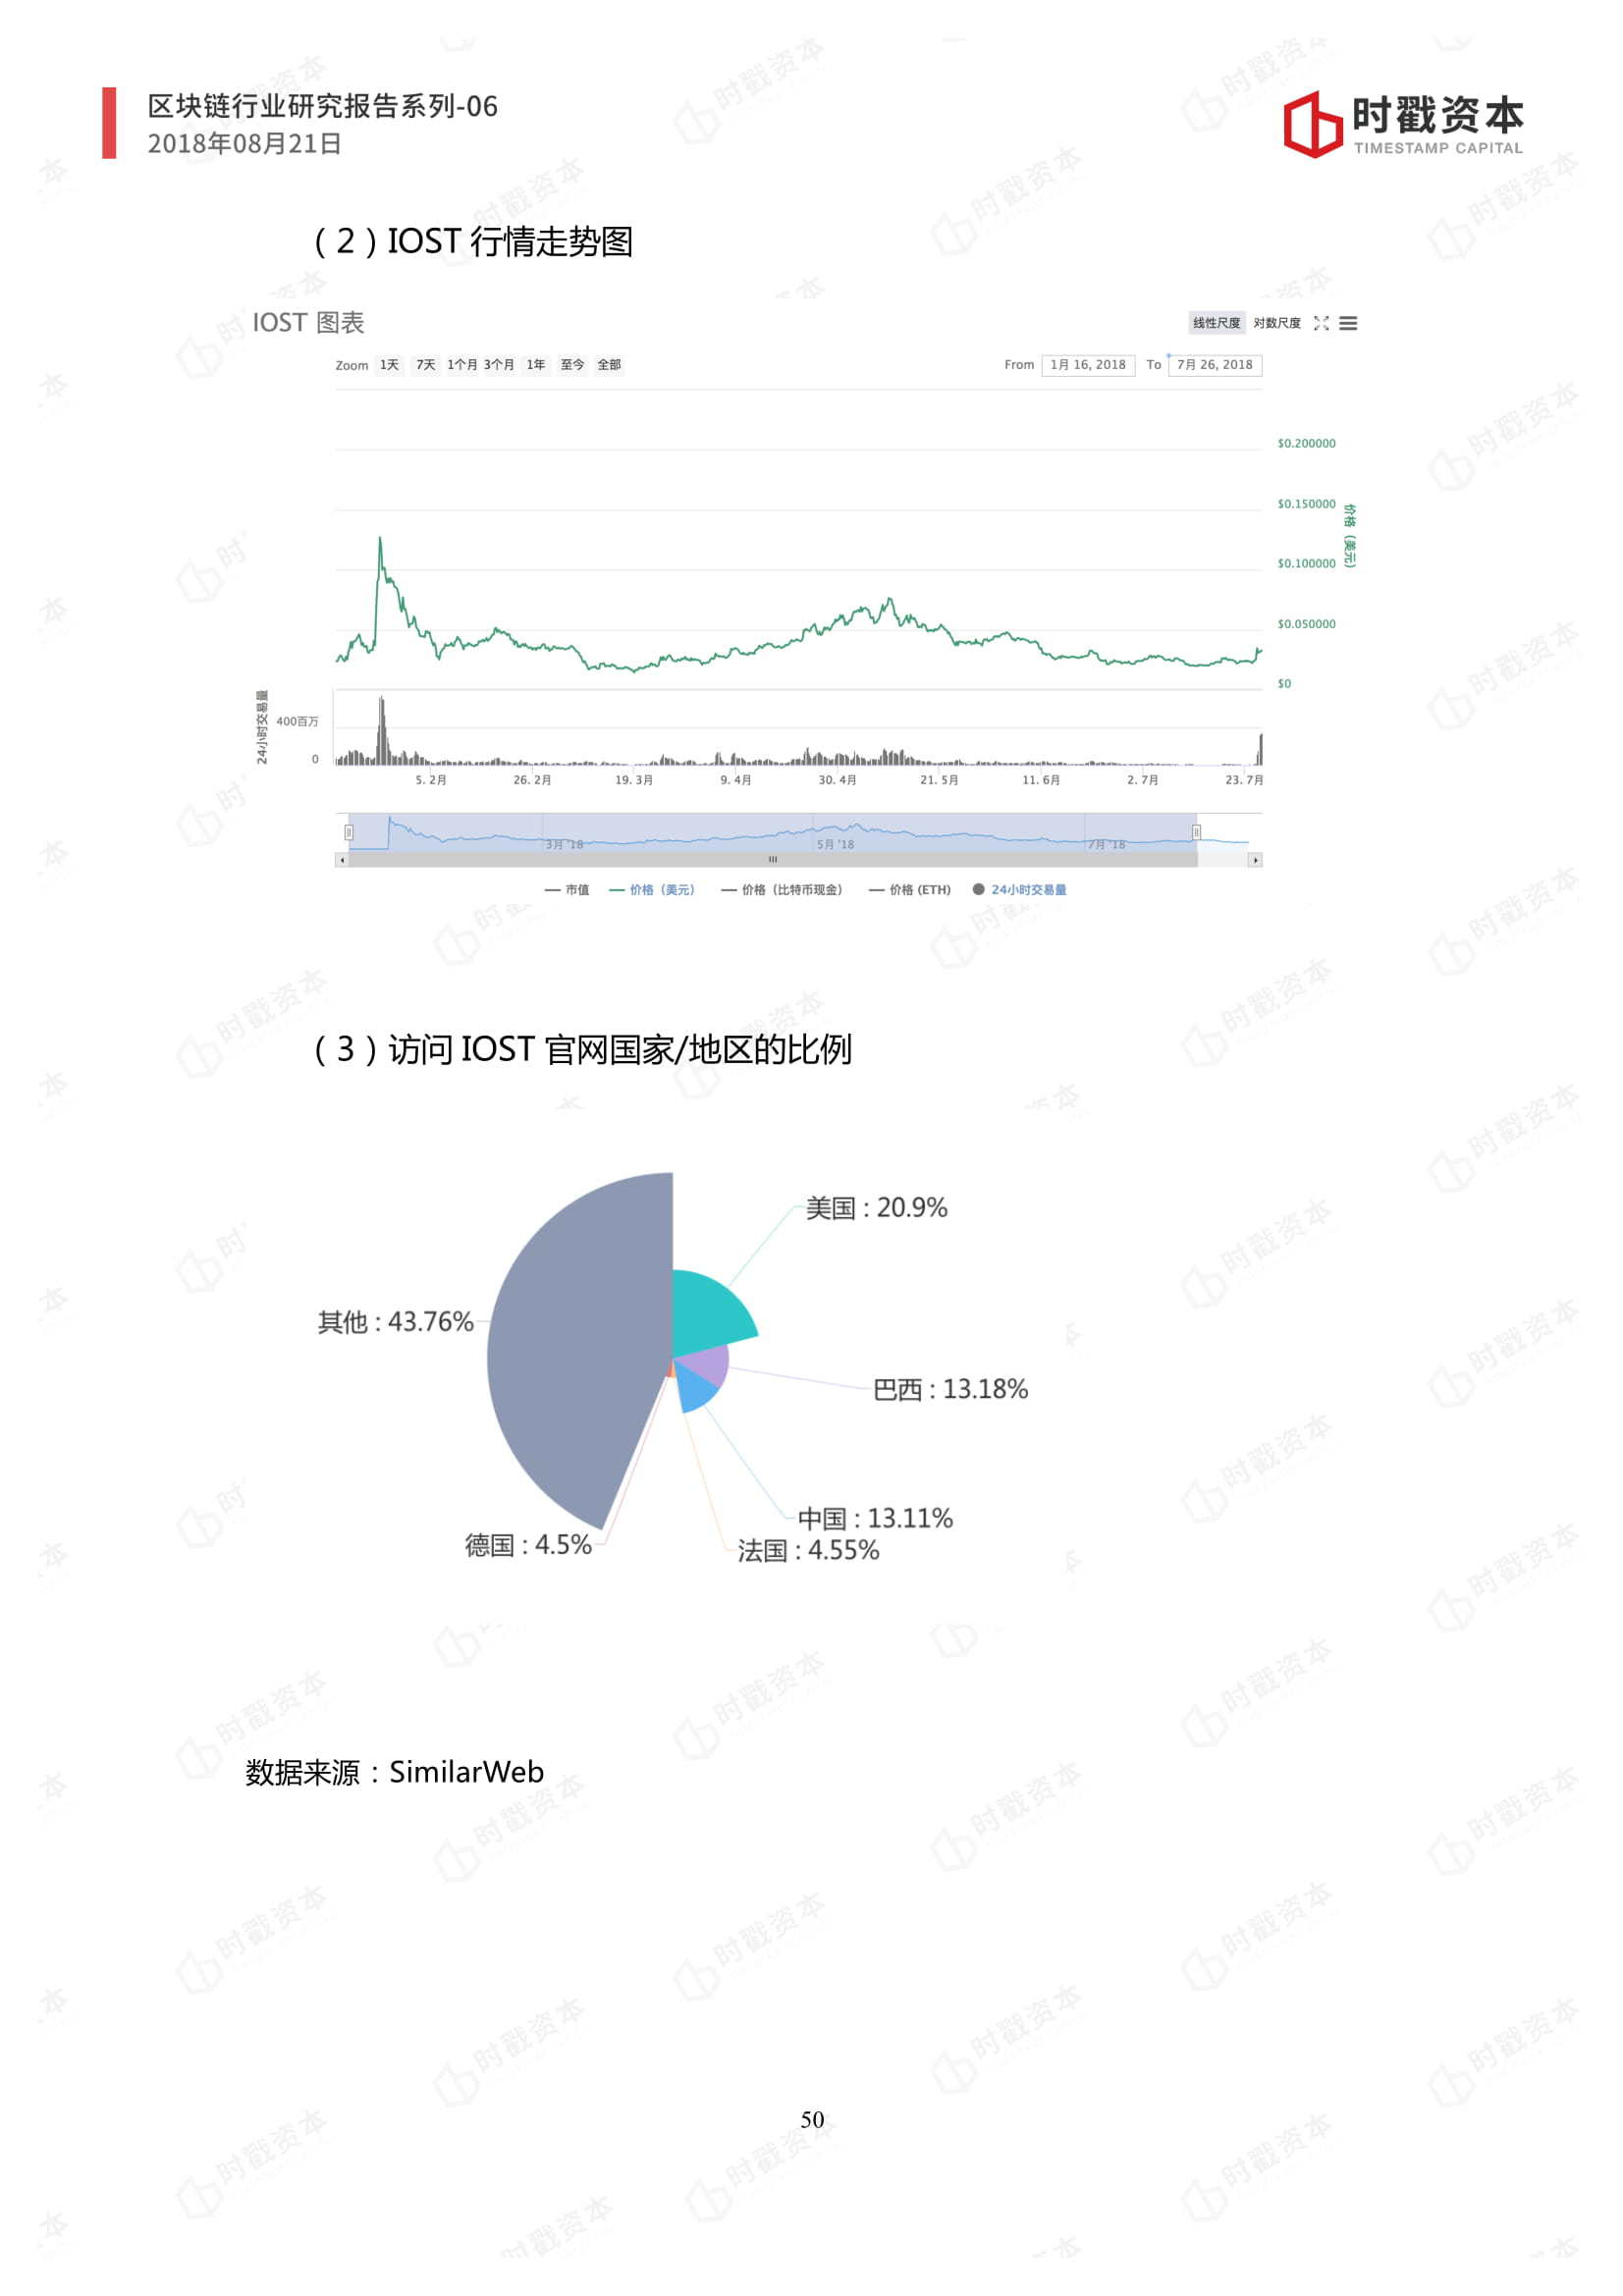 区块链行业研究报告系列-06
2018年08月21日
时戳资本
TIMESTAMP CAPITAL
（2）IOST 行情走势图
IOST 图表
线性尺度 对数尺度
Zoom 1天 7天 1个月 3个月 1年 至今 全部
From 1月 16, 2018 To 7月 26, 2018
$0.200000
$0.150000
$0.100000
$0.050000
$0
价格（美元）
24小时交易量
400百万
0
5. 2月 26. 2月 19. 3月 9. 4月 30. 4月 21. 5月 11. 6月 2. 7月 23. 7月
3月 '18 5月 '18 7月 '18
市值 价格（美元） 价格（比特币现金） 价格 (ETH) 24小时交易量
（3）访问 IOST 官网国家/地区的比例
美国 : 20.9%
其他 : 43.76%
巴西 : 13.18%
中国 : 13.11%
德国 : 4.5%
法国 : 4.55%
数据来源：SimilarWeb
50